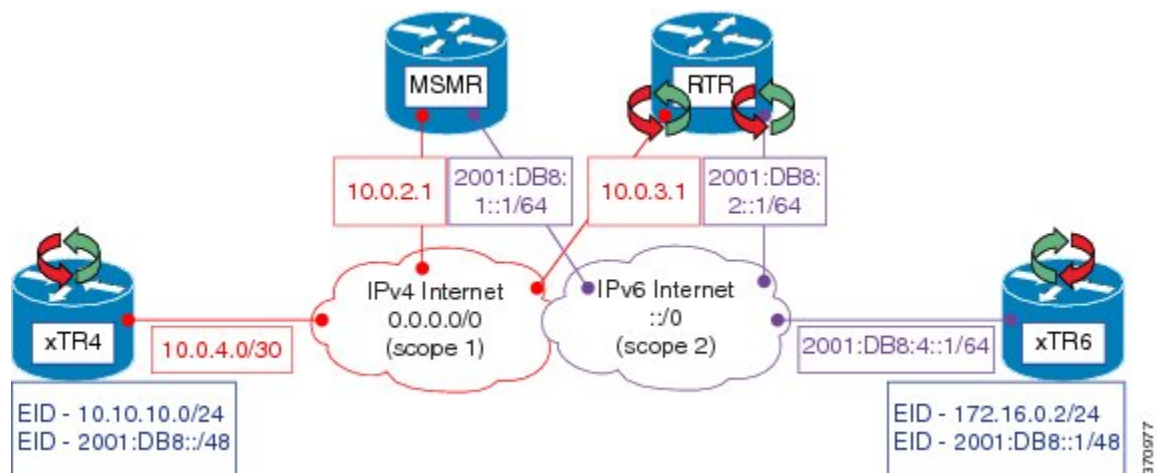 MSMR
RTR
10.0.2.1
2001:DB8:
1::1/64
10.0.3.1
2001:DB8:
2::1/64
IPv4 Internet
0.0.0.0/0
(scope 1)
IPv6 Internet
::/0
(scope 2)
xTR4
10.0.4.0/30
2001:DB8:4::1/64
xTR6
EID - 10.10.10.0/24
EID - 2001:DB8::/48
EID - 172.16.0.2/24
EID - 2001:DB8::1/48
370977